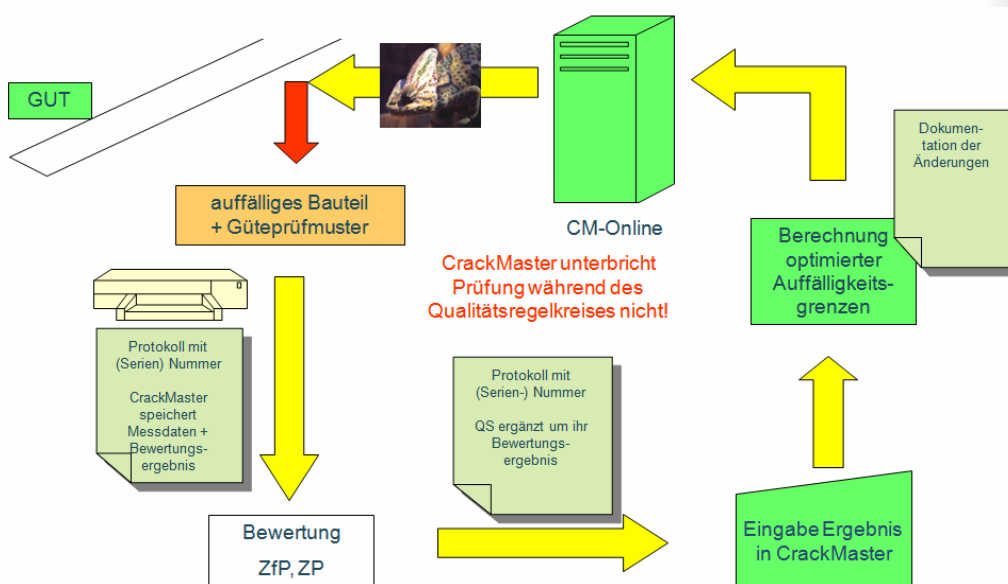 GUT
auffälliges Bauteil
+ Güteprüfmuster
CM-Online
CrackMaster unterbricht
Prüfung während des
Qualitätsregelkreises nicht!
Dokumen-
tation der
Änderungen
Berechnung
optimierter
Auffälligkeits-
grenzen
Protokoll mit
(Serien) Nummer
CrackMaster
speichert
Messdaten +
Bewertungs-
ergebnis
Protokoll mit
(Serien-) Nummer
QS ergänzt um ihr
Bewertungs-
ergebnis
Bewertung
ZfP, ZP
Eingabe Ergebnis
in CrackMaster